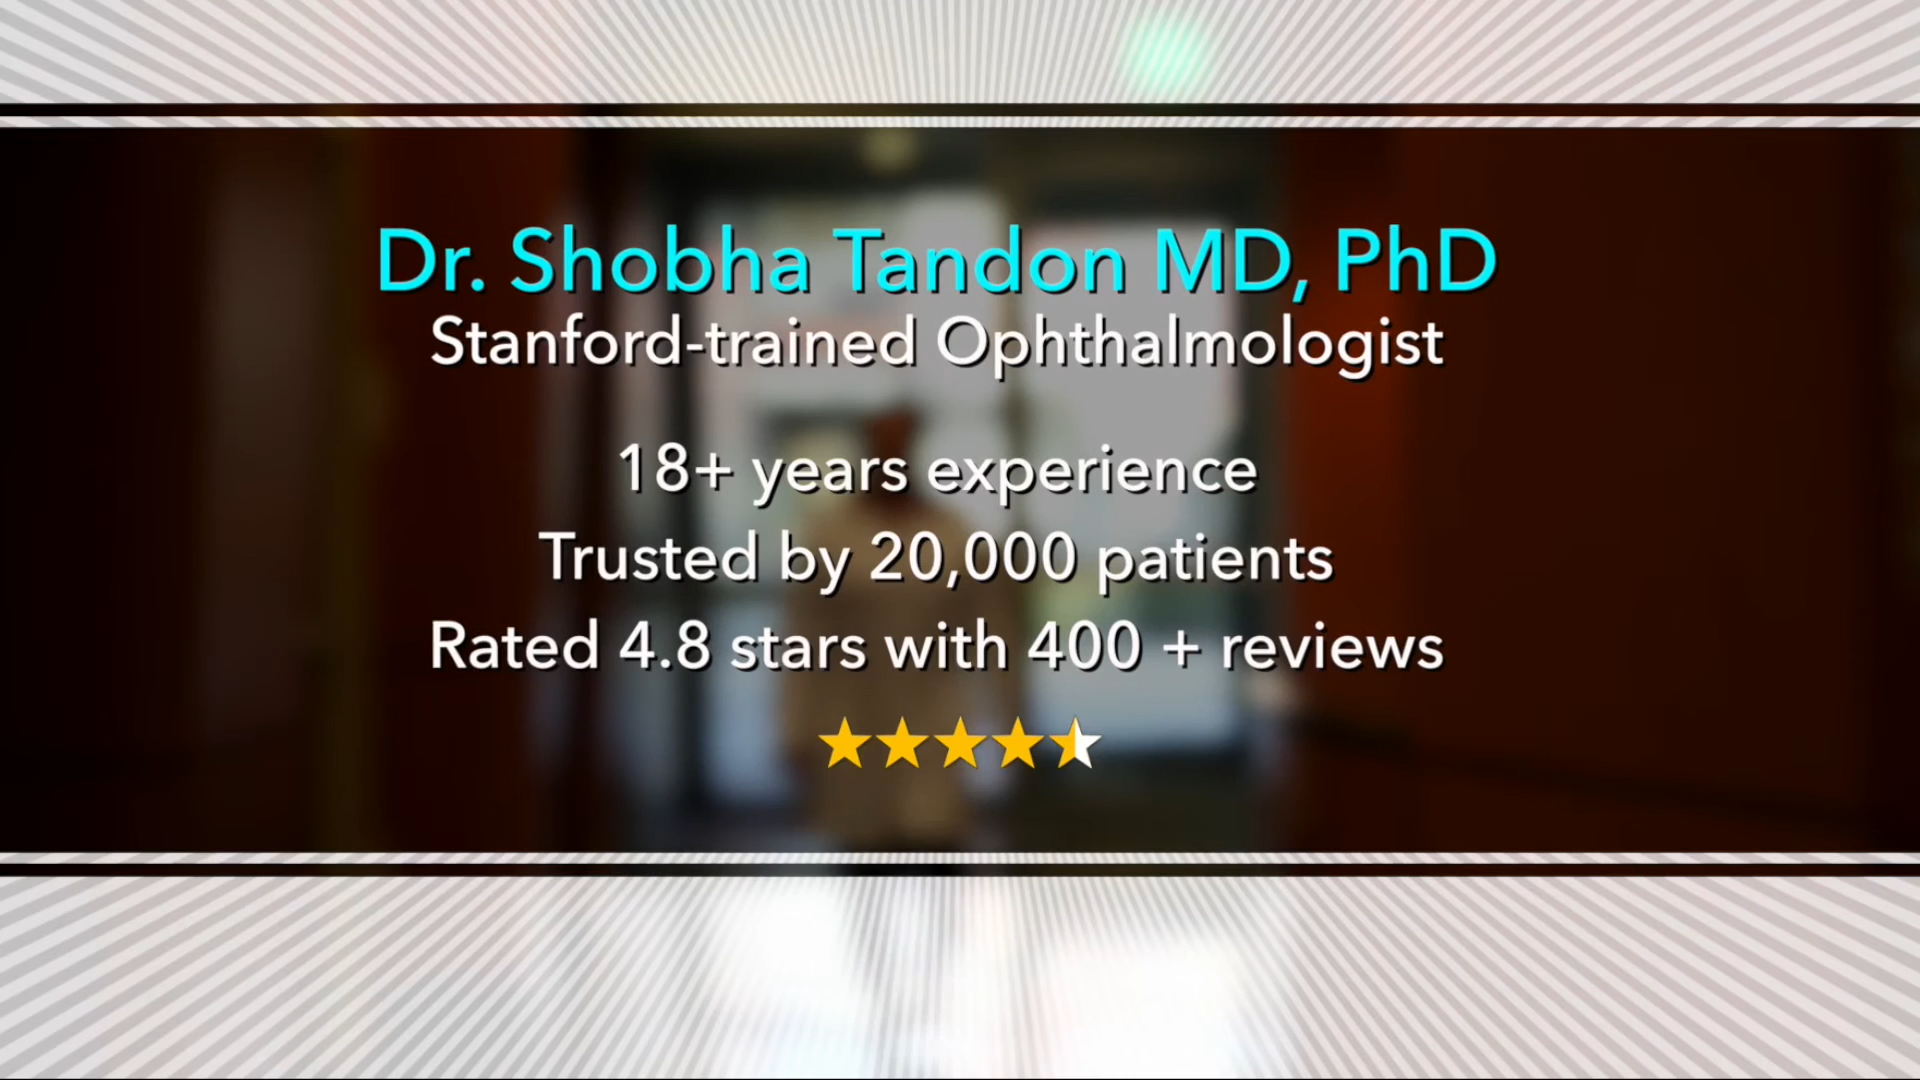 Dr. Shobha Tandon MD, PhD
Stanford-trained Ophthalmologist
18+ years experience
Trusted by 20,000 patients
Rated 4.8 stars with 400 + reviews